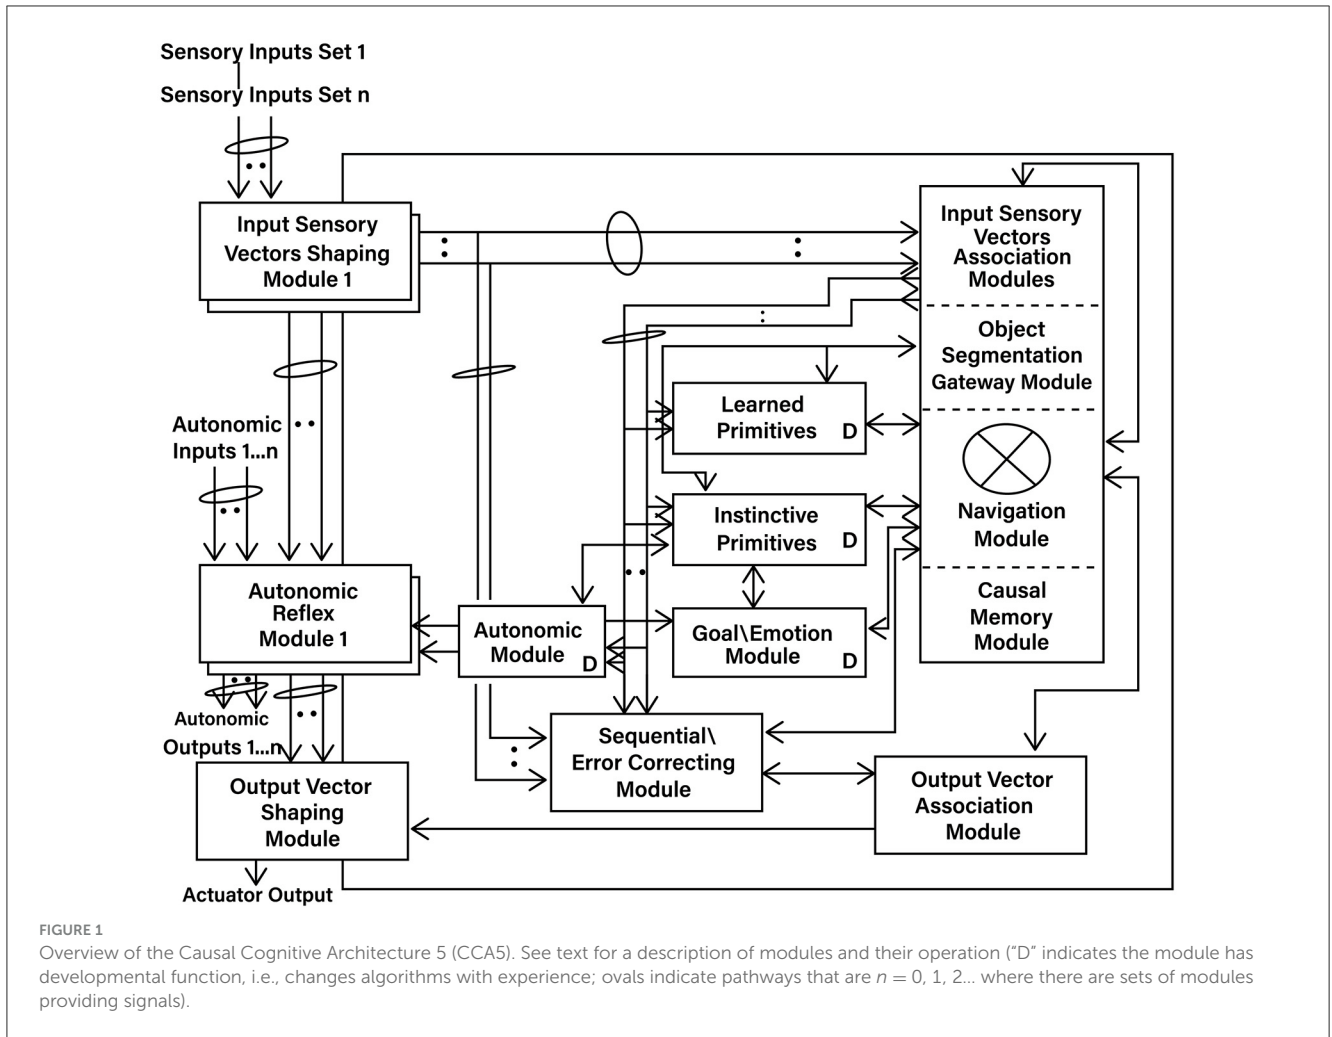 Sensory Inputs Set 1
Sensory Inputs Set n
Input Sensory
Vectors Shaping
Module 1
Input Sensory
Vectors
Association
Modules
Object
Segmentation
Gateway Module
Learned
Primitives D
Autonomic
Inputs 1...n
Instinctive
Primitives D
Navigation
Module
Autonomic
Reflex
Module 1
Autonomic
Module D
Goal\Emotion
Module D
Causal
Memory
Module
Autonomic
Outputs 1...n
Sequential\
Error Correcting
Module
Output Vector
Shaping
Module
Output Vector
Association
Module
Actuator Output
FIGURE 1
Overview of the Causal Cognitive Architecture 5 (CCA5). See text for a description of modules and their operation (“D” indicates the module has
developmental function, i.e., changes algorithms with experience; ovals indicate pathways that are n = 0, 1, 2... where there are sets of modules
providing signals).